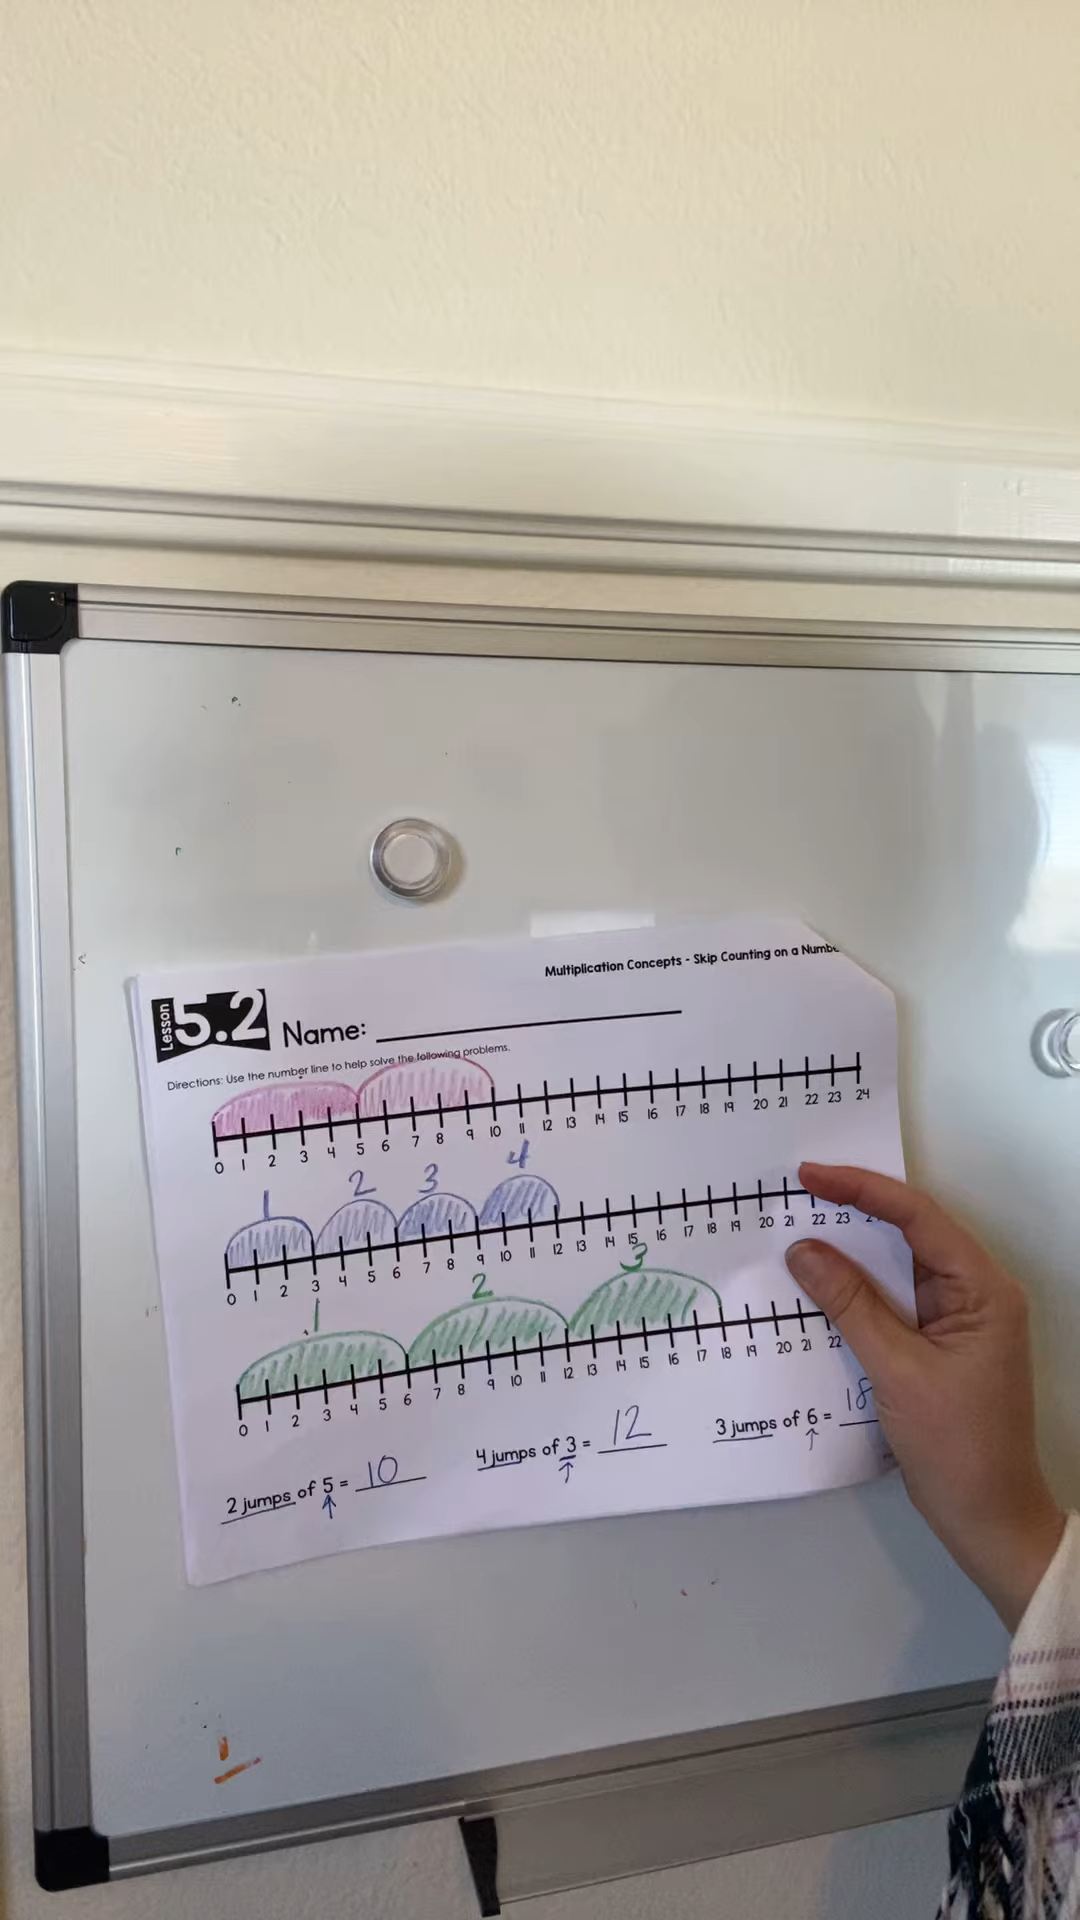 Multiplication Concepts - Skip Counting on a
Lesson 5.2 Name:
Directions: Use the number line to help solve the following problems.
0 1 2 3 4 5 6 7 8 9 10 11 12 13 14 15 16 17 18 19 20 21 22 23 24
1 2 3 4
0 1 2 3 4 5 6 7 8 9 10 11 12 13 14 15 16 17 18 19 20 21 22 23
1 2 3
0 1 2 3 4 5 6 7 8 9 10 11 12 13 14 15 16 17 18 19 20 21 22
2 jumps of 5 = 10
4 jumps of 3 = 12
3 jumps of 6 = 18